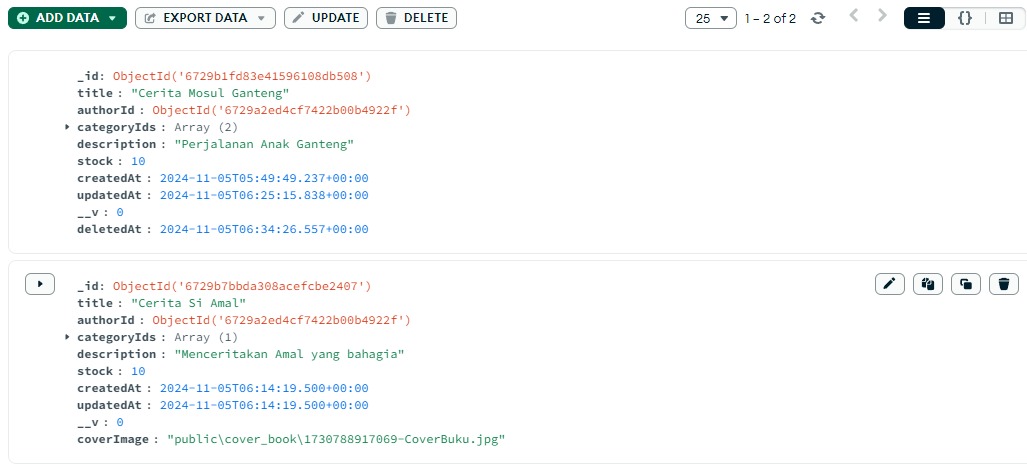 ADD DATA EXPORT DATA UPDATE DELETE 25 1 – 2 of 2 {}
_id: ObjectId('6729b1fd83e41596108db508')
title : "Cerita Mosul Ganteng"
authorId : ObjectId('6729a2ed4cf7422b00b4922f')
categoryIds : Array (2)
description : "Perjalanan Anak Ganteng"
stock : 10
createdAt : 2024-11-05T05:49:49.237+00:00
updatedAt : 2024-11-05T06:25:15.838+00:00
__v : 0
deletedAt : 2024-11-05T06:34:26.557+00:00
_id: ObjectId('6729b7bbda308acefcbe2407')
title : "Cerita Si Amal"
authorId : ObjectId('6729a2ed4cf7422b00b4922f')
categoryIds : Array (1)
description : "Menceritakan Amal yang bahagia"
stock : 10
createdAt : 2024-11-05T06:14:19.500+00:00
updatedAt : 2024-11-05T06:14:19.500+00:00
__v : 0
coverImage : "public\cover_book\1730788917069-CoverBuku.jpg"